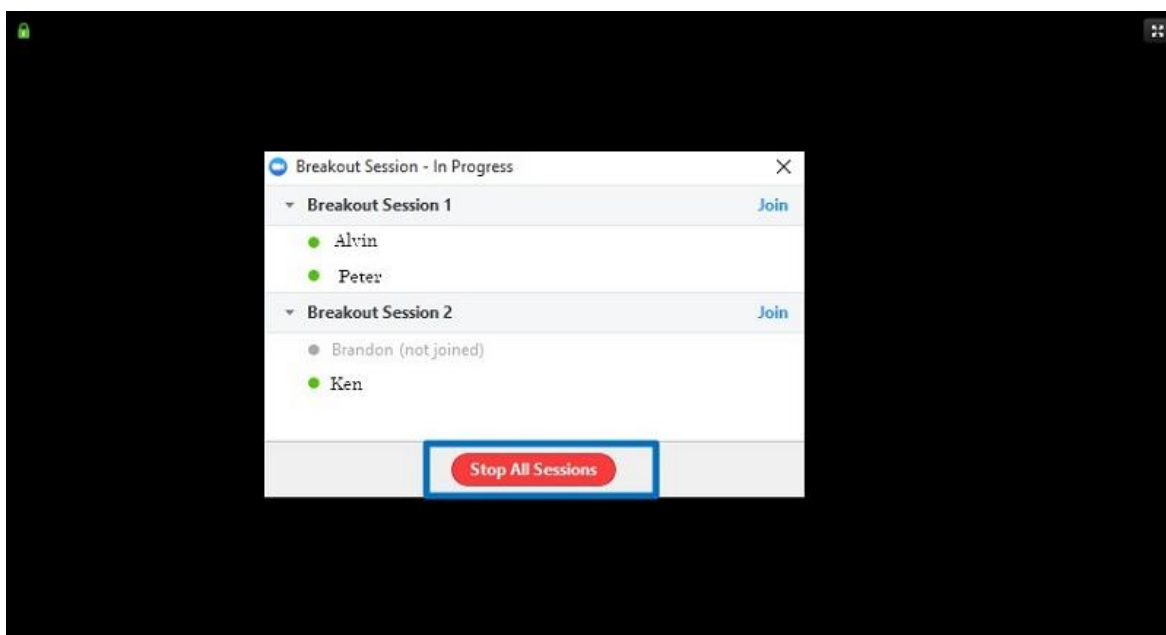 Breakout Session - In Progress
Breakout Session 1 Join
Alvin
Peter
Breakout Session 2 Join
Brandon (not joined)
Ken
Stop All Sessions